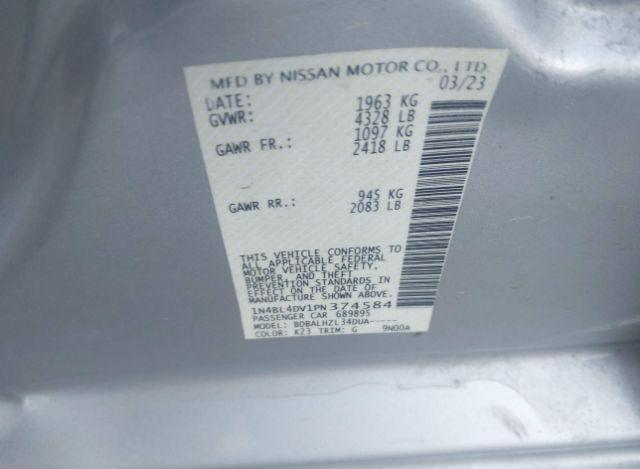 MFD BY NISSAN MOTOR CO., LTD.
DATE: 03/23
GVWR: 1963 KG
4328 LB
GAWR FR.: 1097 KG
2418 LB
GAWR RR.: 945 KG
2083 LB
THIS VEHICLE CONFORMS TO
ALL APPLICABLE FEDERAL
MOTOR VEHICLE SAFETY,
BUMPER, AND THEFT
PREVENTION STANDARDS IN
EFFECT ON THE DATE OF
MANUFACTURE SHOWN ABOVE.
1N4BL4DV1PN374584
PASSENGER CAR 689895
MODEL: BDBALHZL34DUA-----
COLOR: K23 TRIM: G 9N00A